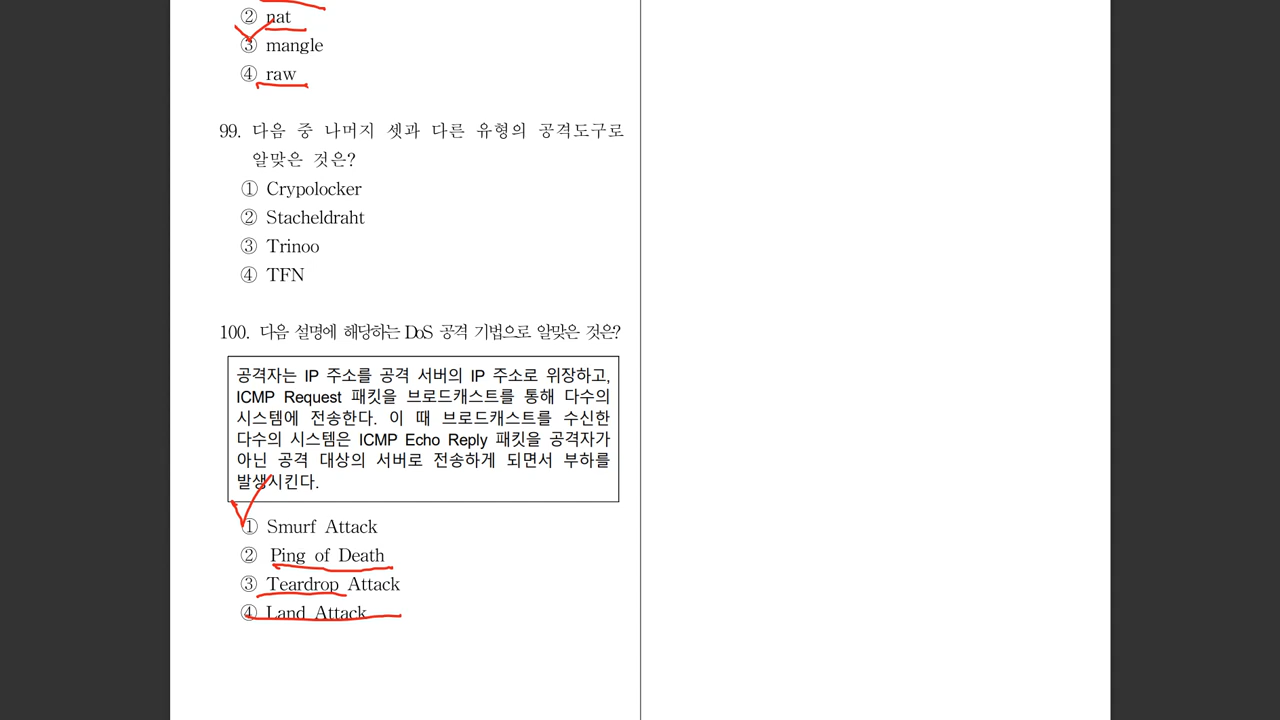 ② nat
③ mangle
④ raw
99. 다음 중 나머지 셋과 다른 유형의 공격도구로
알맞은 것은?
① Crypolocker
② Stacheldraht
③ Trinoo
④ TFN
100. 다음 설명에 해당하는 DoS 공격 기법으로 알맞은 것은?
공격자는 IP 주소를 공격 서버의 IP 주소로 위장하고,
ICMP Request 패킷을 브로드캐스트를 통해 다수의
시스템에 전송한다. 이 때 브로드캐스트를 수신한
다수의 시스템은 ICMP Echo Reply 패킷을 공격자가
아닌 공격 대상의 서버로 전송하게 되면서 부하를
발생시킨다.
① Smurf Attack
② Ping of Death
③ Teardrop Attack
④ Land Attack